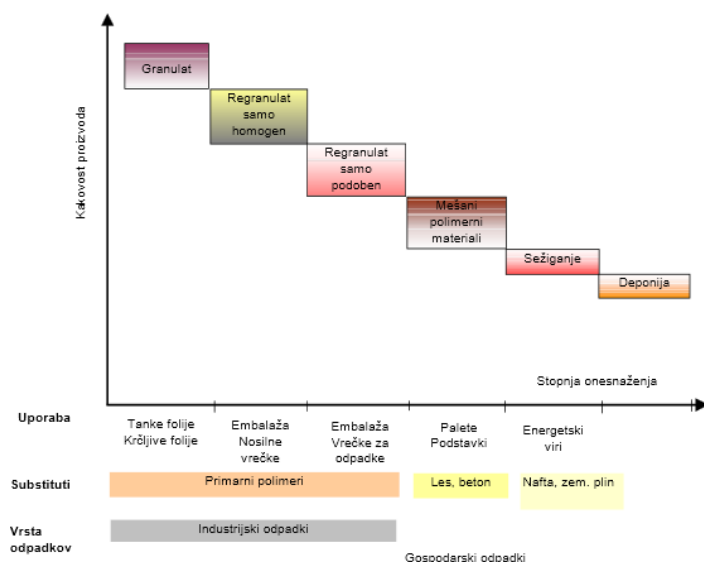 Kakovost proizvoda
Granulat
Regranulat
samo
homogen
Regranulat
samo
podoben
Mešani
polimerni
materiali
Sežiganje
Deponija
Stopnja onesnaženja
Uporaba
Tanke folije
Krčljive folije
Embalaža
Nosilne
vrečke
Embalaža
Vrečke za
odpadke
Palete
Podstavki
Energetski
viri
Substituti
Primarni polimeri
Les, beton
Nafta, zem. plin
Vrsta
odpadkov
Industrijski odpadki
Gospodarski odpadki